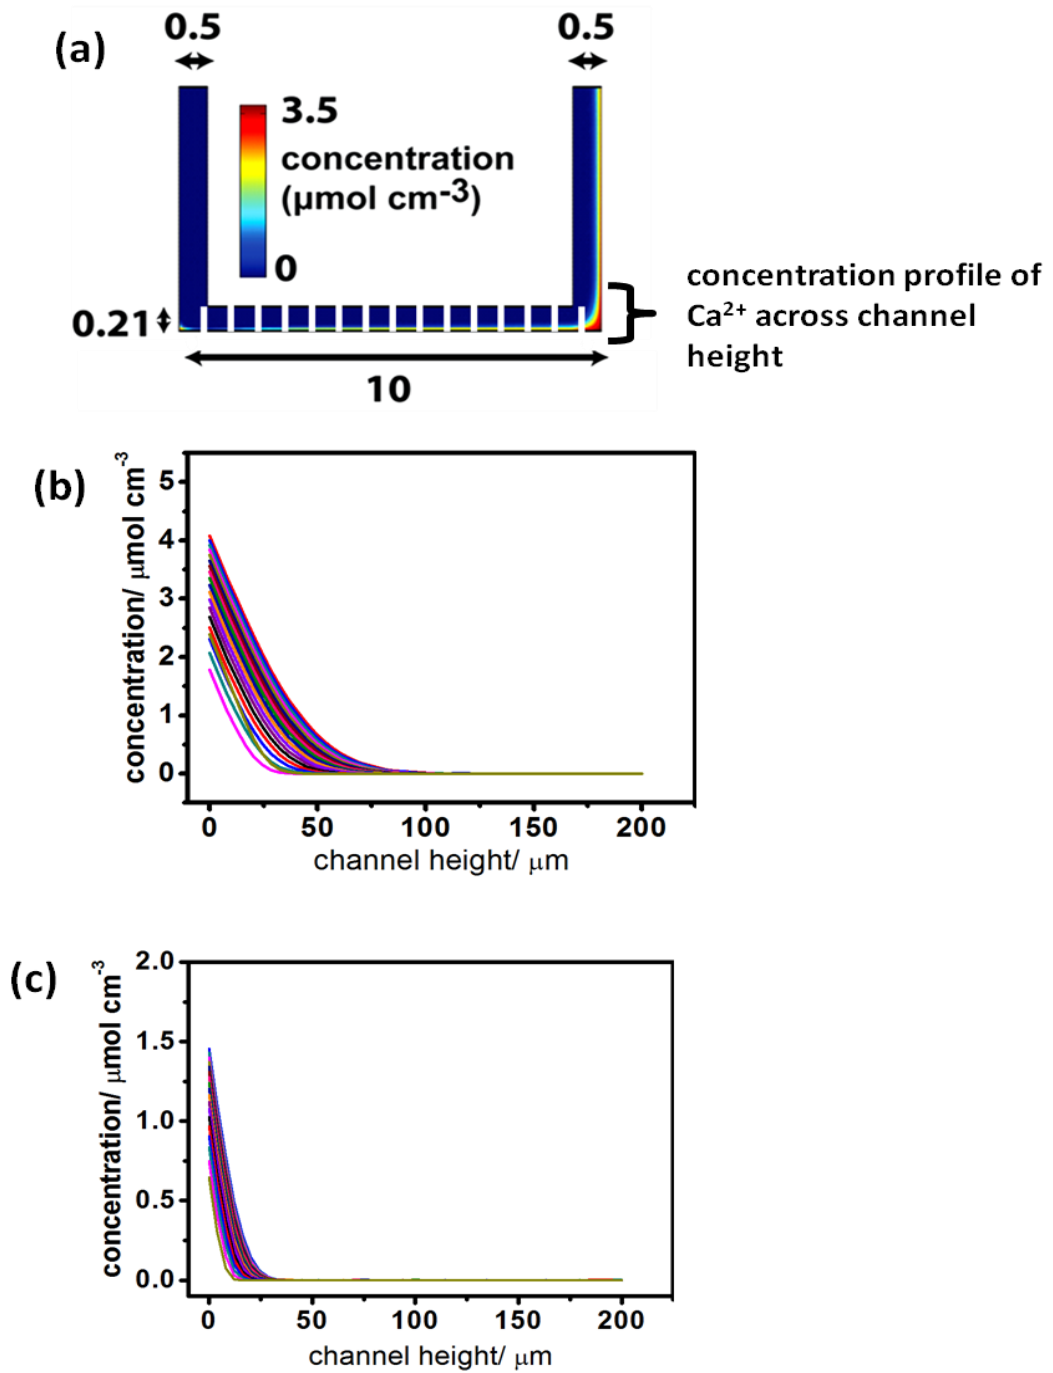 (a)
0.5
0.5
3.5
concentration
(μmol cm-3)
0
0.21
10
concentration profile of
Ca2+ across channel
height
(b)
concentration/ μmol cm-3
5
4
3
2
1
0
0 50 100 150 200
channel height/ μm
(c)
concentration/ μmol cm-3
2.0
1.5
1.0
0.5
0.0
0 50 100 150 200
channel height/ μm